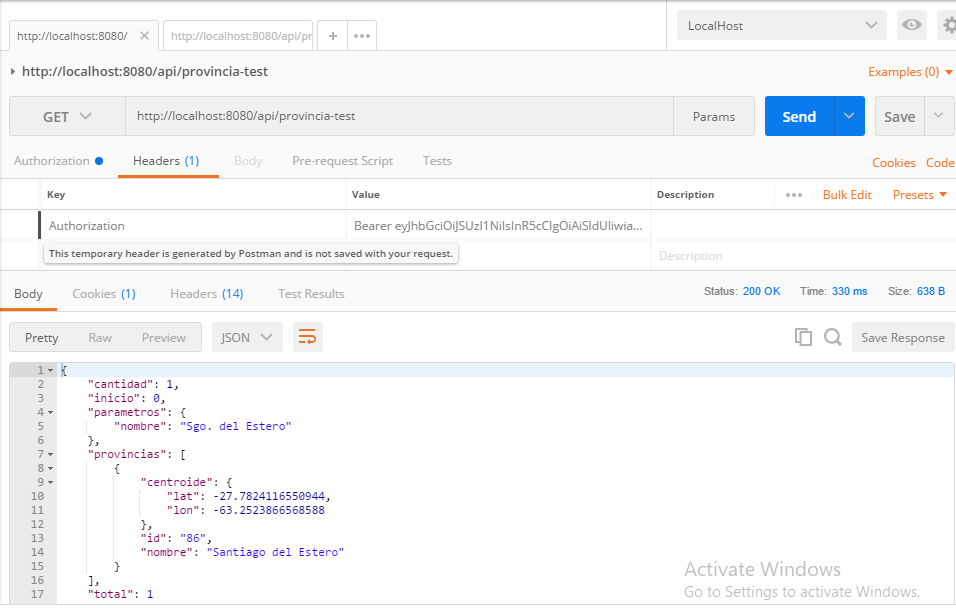 http://localhost:8080/ http://localhost:8080/api/pr LocalHost
http://localhost:8080/api/provincia-test Examples (0)
GET http://localhost:8080/api/provincia-test Params Send Save
Authorization Headers (1) Body Pre-request Script Tests Cookies Code
Key Value Description Bulk Edit Presets
Authorization Bearer eyJhbGciOiJSUzI1NiIsInR5cCIgOiAiSldUIiwia...
This temporary header is generated by Postman and is not saved with your request. Description
Body Cookies (1) Headers (14) Test Results Status: 200 OK Time: 330 ms Size: 638 B
Pretty Raw Preview JSON Save Response
1 {
2 "cantidad": 1,
3 "inicio": 0,
4 "parametros": {
5 "nombre": "Sgo. del Estero"
6 },
7 "provincias": [
8 {
9 "centroide": {
10 "lat": -27.7824116550944,
11 "lon": -63.2523866568588
12 },
13 "id": "86",
14 "nombre": "Santiago del Estero"
15 }
16 ],
17 "total": 1
Activate Windows
Go to Settings to activate Windows.